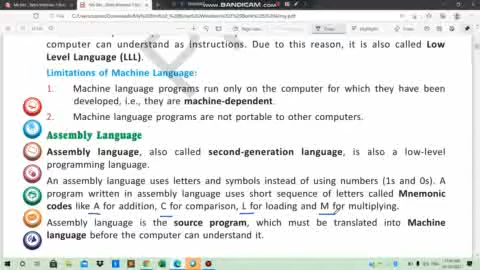 www.BANDICAM.com
computer can understand as instructions. Due to this reason, it is also called Low
Level Language (LLL).
Limitations of Machine Language:
1. Machine language programs run only on the computer for which they have been
developed, i.e., they are machine-dependent.
2. Machine language programs are not portable to other computers.
Assembly Language
Assembly language, also called second-generation language, is also a low-level
programming language.
An assembly language uses letters and symbols instead of using numbers (1s and 0s). A
program written in assembly language uses short sequence of letters called Mnemonic
codes like A for addition, C for comparison, L for loading and M for multiplying.
Assembly language is the source program, which must be translated into Machine
language before the computer can understand it.